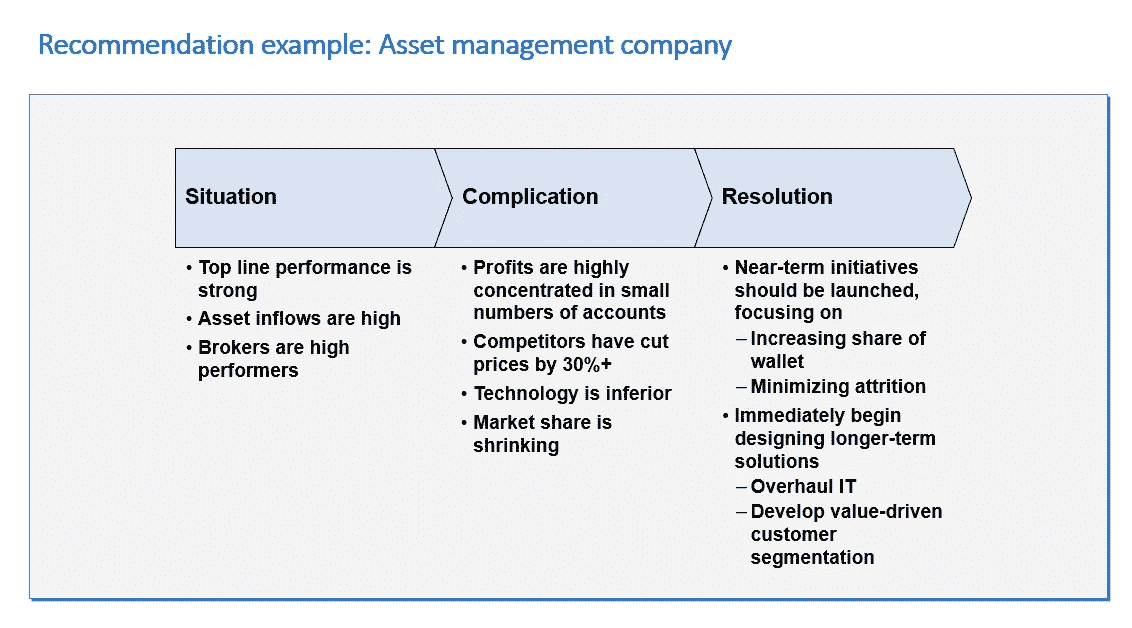 Recommendation example: Asset management company
Situation
• Top line performance is
strong
• Asset inflows are high
• Brokers are high
performers
Complication
• Profits are highly
concentrated in small
numbers of accounts
• Competitors have cut
prices by 30%+
• Technology is inferior
• Market share is
shrinking
Resolution
• Near-term initiatives
should be launched,
focusing on
– Increasing share of
wallet
– Minimizing attrition
• Immediately begin
designing longer-term
solutions
– Overhaul IT
– Develop value-driven
customer
segmentation